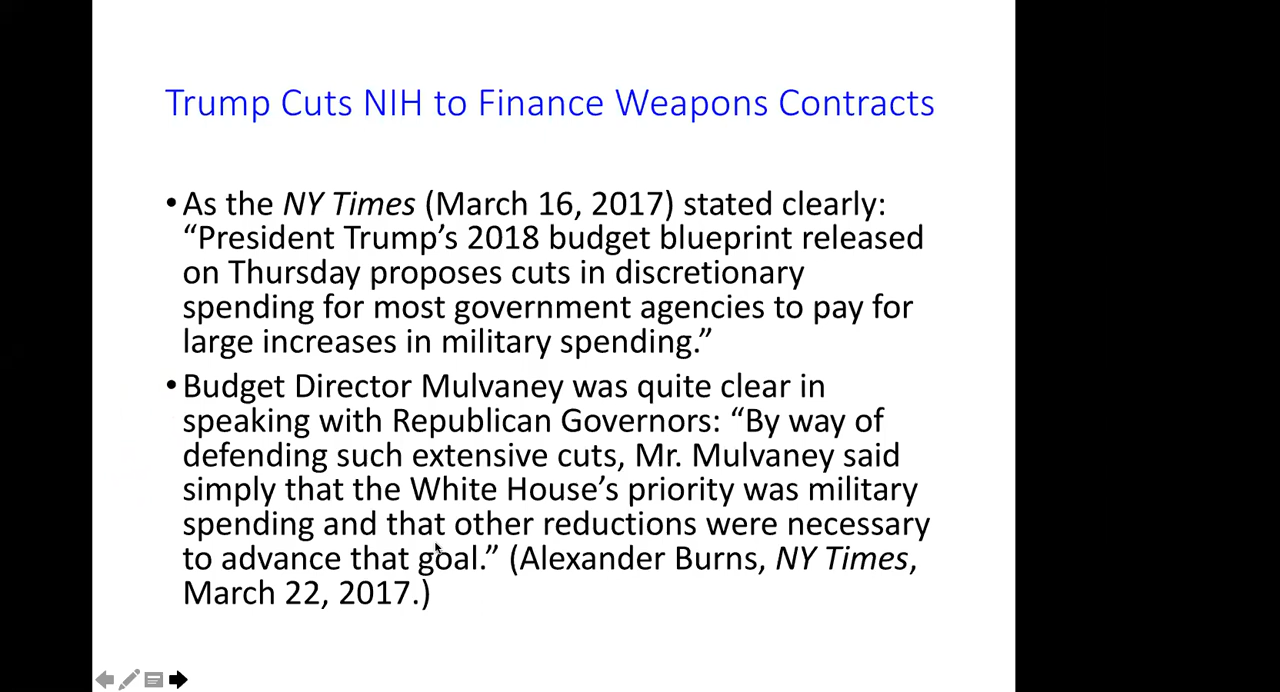 Trump Cuts NIH to Finance Weapons Contracts
•As the NY Times (March 16, 2017) stated clearly:
“President Trump’s 2018 budget blueprint released
on Thursday proposes cuts in discretionary
spending for most government agencies to pay for
large increases in military spending.”
•Budget Director Mulvaney was quite clear in
speaking with Republican Governors: “By way of
defending such extensive cuts, Mr. Mulvaney said
simply that the White House’s priority was military
spending and that other reductions were necessary
to advance that goal.” (Alexander Burns, NY Times,
March 22, 2017.)